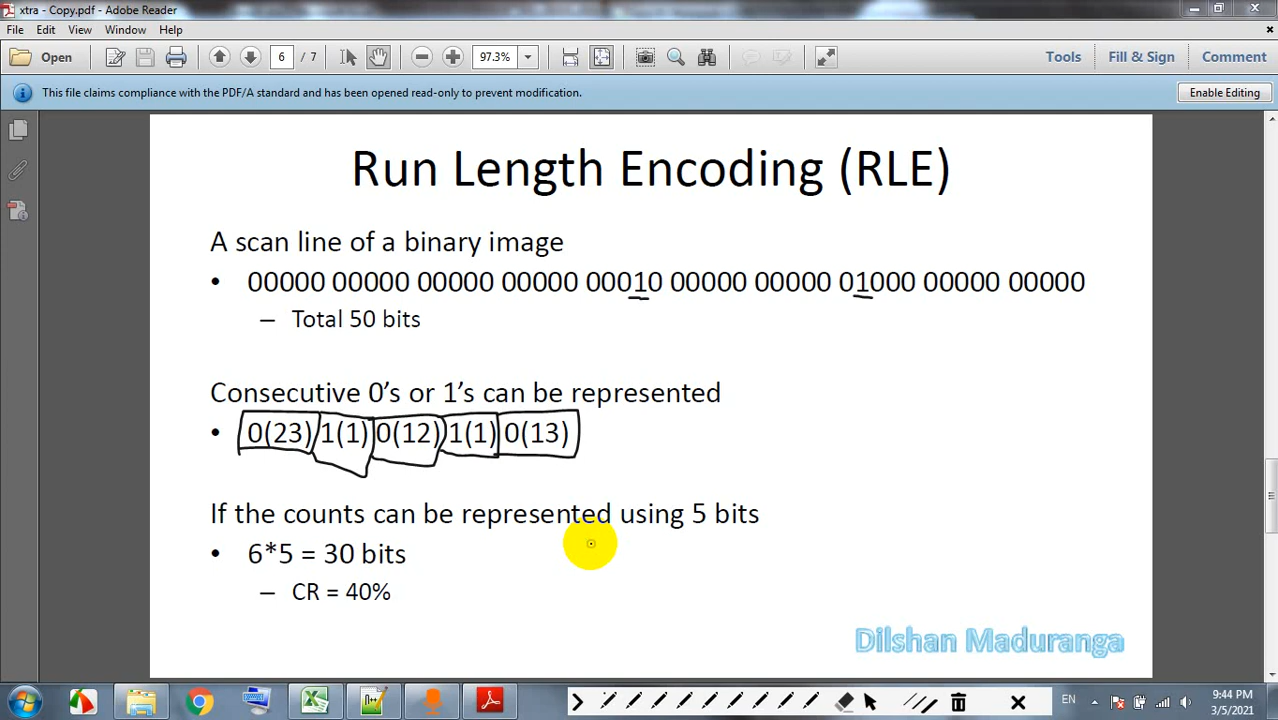 xtra - Copy.pdf - Adobe Reader
File Edit View Window Help
Open 6 / 7 97.3% Tools Fill & Sign Comment
This file claims compliance with the PDF/A standard and has been opened read-only to prevent modification. Enable Editing
Run Length Encoding (RLE)
A scan line of a binary image
• 00000 00000 00000 00000 00010 00000 00000 01000 00000 00000
– Total 50 bits
Consecutive 0's or 1's can be represented
• 0(23) 1(1) 0(12) 1(1) 0(13)
If the counts can be represented using 5 bits
• 6*5 = 30 bits
– CR = 40%
Dilshan Maduranga
EN 9:44 PM
3/5/2021